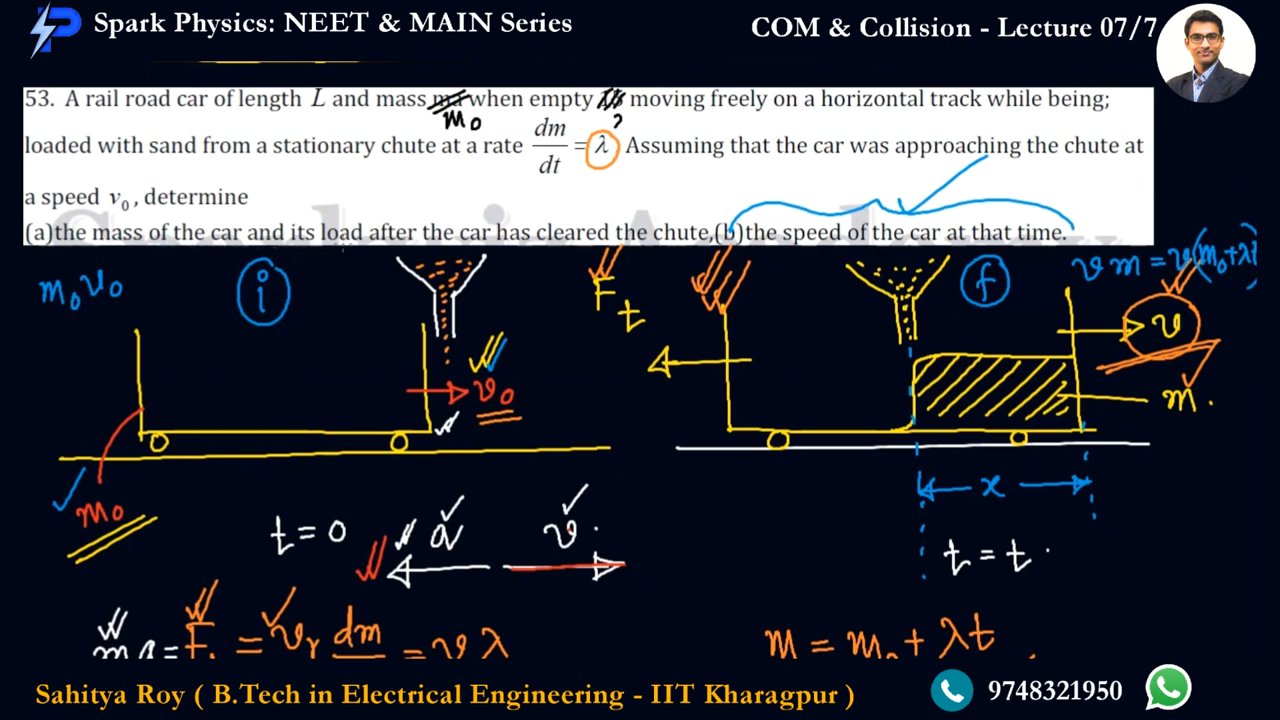 Spark Physics: NEET & MAIN Series
COM & Collision - Lecture 07/7
53. A rail road car of length L and mass when empty moving freely on a horizontal track while being;
m₀
loaded with sand from a stationary chute at a rate dm/dt = λ Assuming that the car was approaching the chute at
a speed v₀, determine
(a)the mass of the car and its load after the car has cleared the chute,(b)the speed of the car at that time.
m₀v₀
i
Ft
f
vm = v(m₀+λt)
v₀
v
m.
m₀
x
t = 0
a
v.
t = t.
ma = Ft = vr dm = vλ
m = m₀ + λt
Sahitya Roy ( B.Tech in Electrical Engineering - IIT Kharagpur )
9748321950